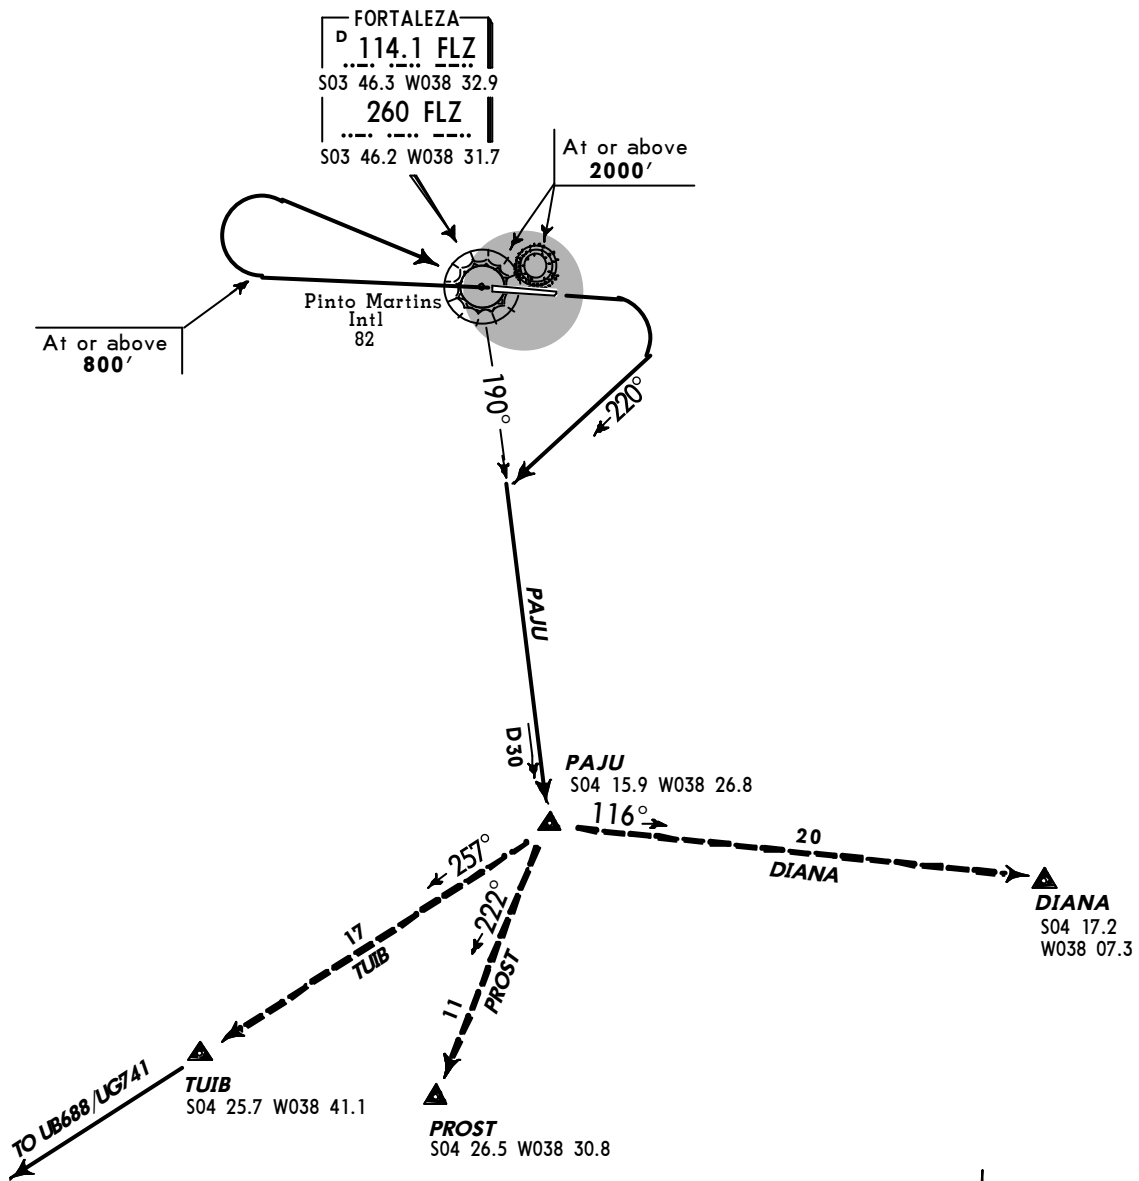 FORTALEZA
D 114.1 FLZ
S03 46.3 W038 32.9
260 FLZ
S03 46.2 W038 31.7
At or above
2000'
Pinto Martins
Intl
82
At or above
800'
190°
220°
PAJU
D30
PAJU
S04 15.9 W038 26.8
116°
20
DIANA
DIANA
S04 17.2
W038 07.3
257°
17
TUIB
222°
11
PROST
TUIB
S04 25.7 W038 41.1
TO UB688/UG741
PROST
S04 26.5 W038 30.8